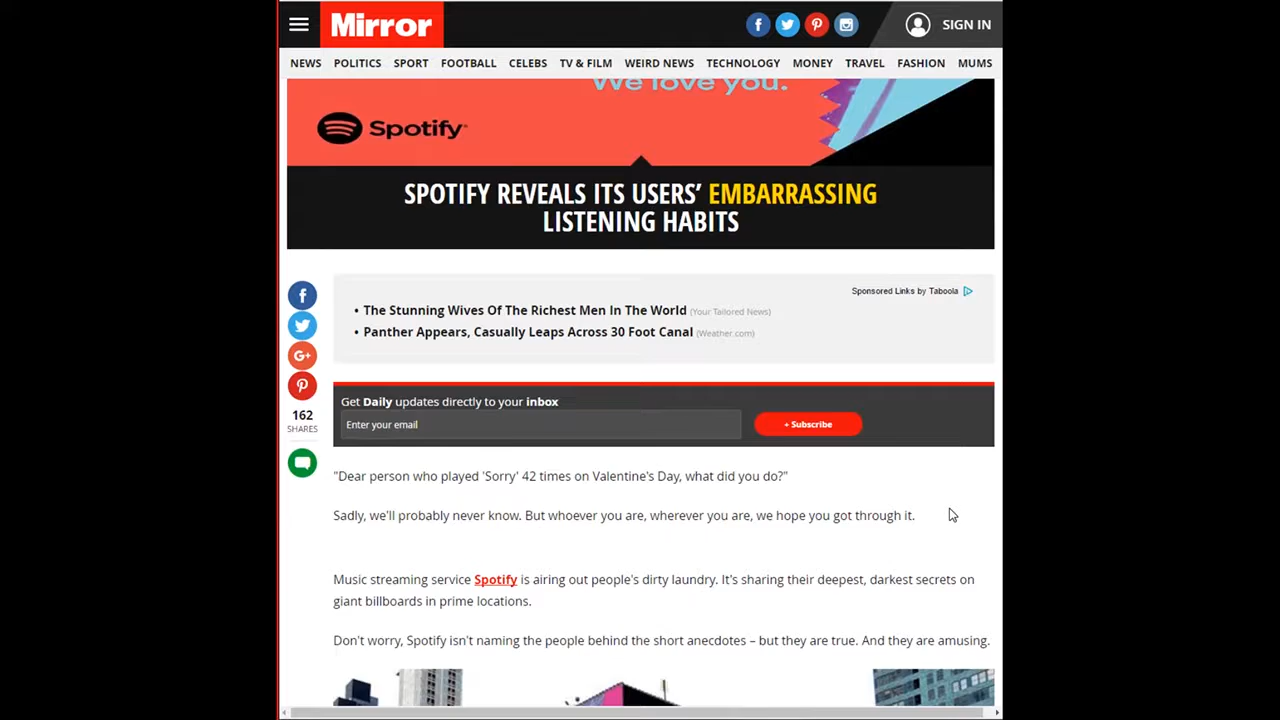 Mirror
SIGN IN
NEWS POLITICS SPORT FOOTBALL CELEBS TV & FILM WEIRD NEWS TECHNOLOGY MONEY TRAVEL FASHION MUMS
We love you.
Spotify
SPOTIFY REVEALS ITS USERS’ EMBARRASSING
LISTENING HABITS
Sponsored Links by Taboola
• The Stunning Wives Of The Richest Men In The World (Your Tailored News)
• Panther Appears, Casually Leaps Across 30 Foot Canal (Weather.com)
Get Daily updates directly to your inbox
Enter your email
+ Subscribe
162
SHARES
"Dear person who played 'Sorry' 42 times on Valentine's Day, what did you do?"
Sadly, we'll probably never know. But whoever you are, wherever you are, we hope you got through it.
Music streaming service Spotify is airing out people's dirty laundry. It's sharing their deepest, darkest secrets on
giant billboards in prime locations.
Don't worry, Spotify isn't naming the people behind the short anecdotes – but they are true. And they are amusing.